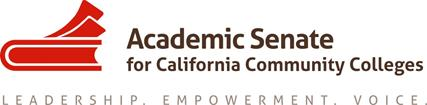 Academic Senate
for California Community Colleges
LEADERSHIP. EMPOWERMENT. VOICE.